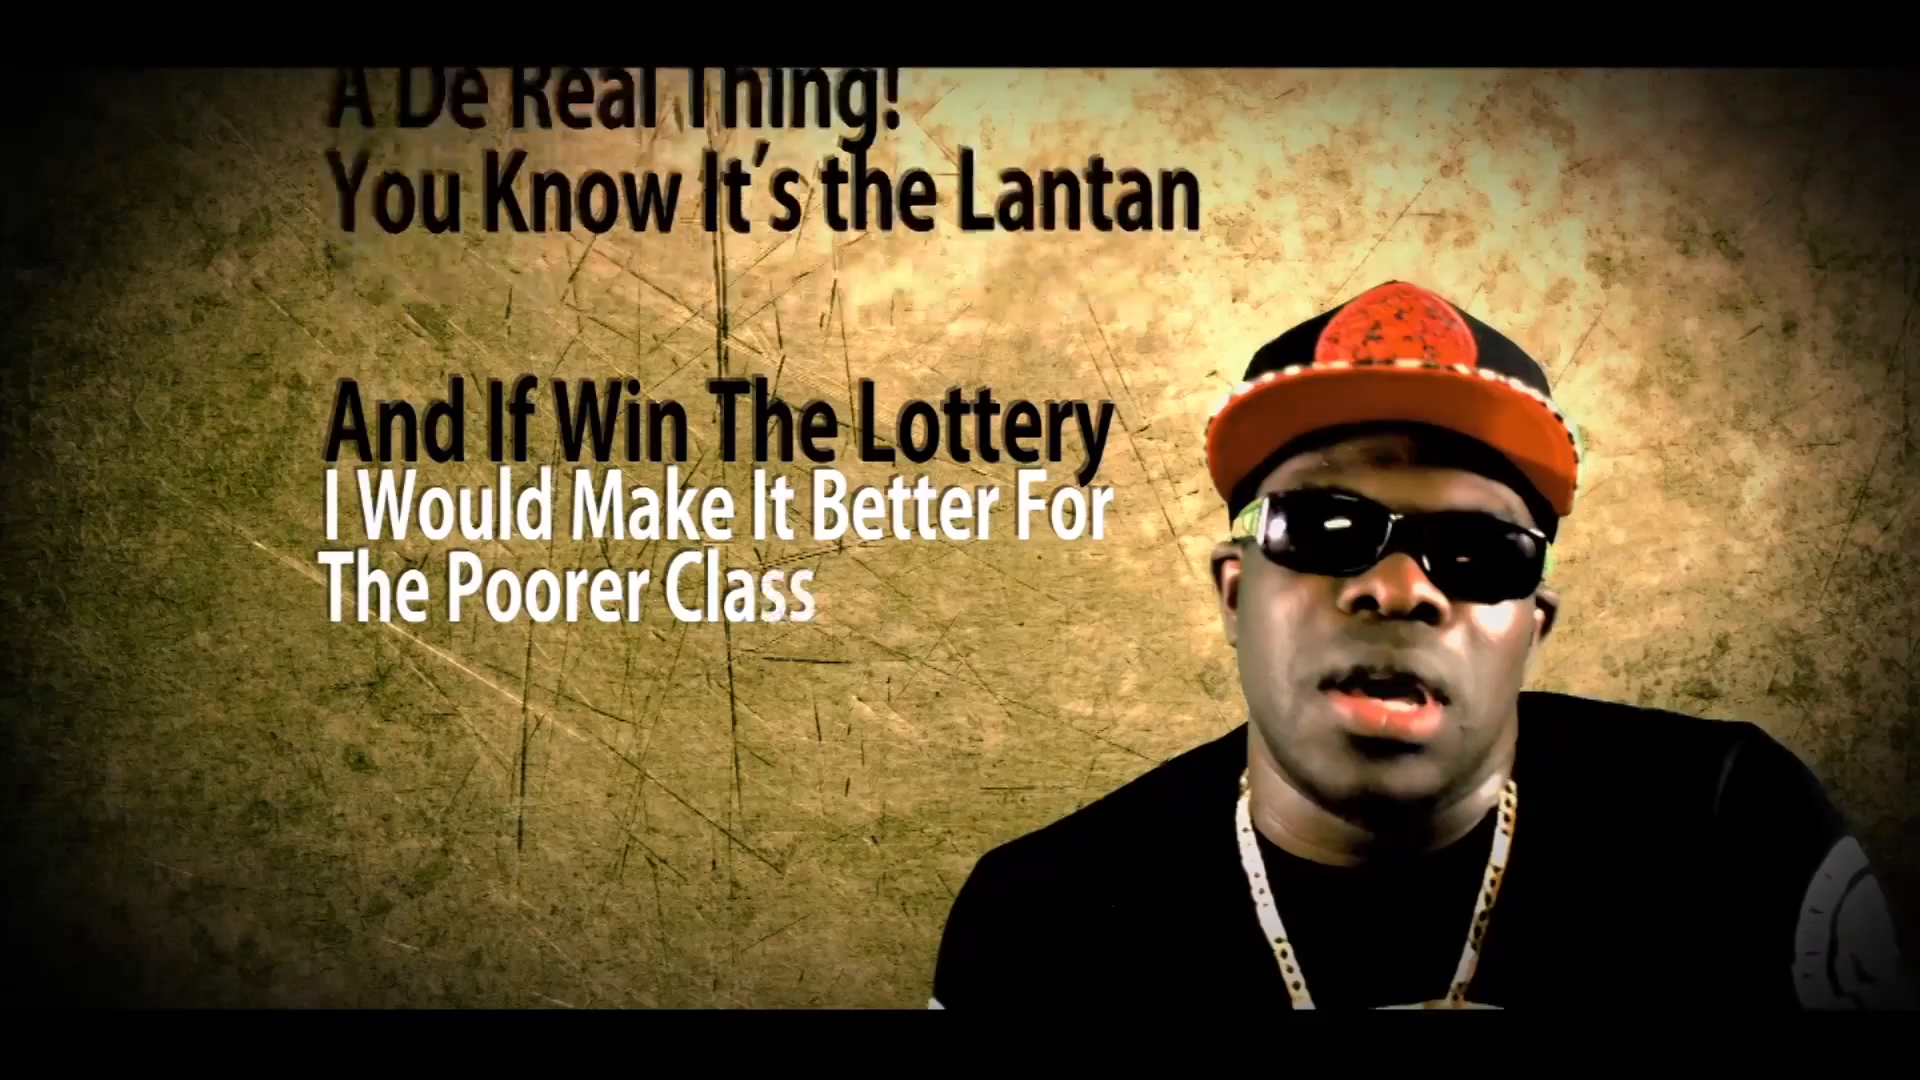 A De Real Thing!
You Know It's the Lantan
And If Win The Lottery
I Would Make It Better For
The Poorer Class